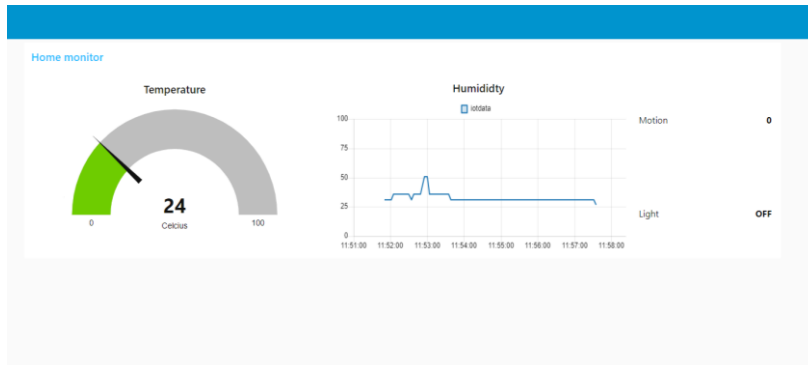 Home monitor
Temperature
24
Celcius
0
100
Humididty
iotdata
100
75
50
25
0
11:51:00 11:52:00 11:53:00 11:54:00 11:55:00 11:56:00 11:57:00 11:58:00
Motion 0
Light OFF